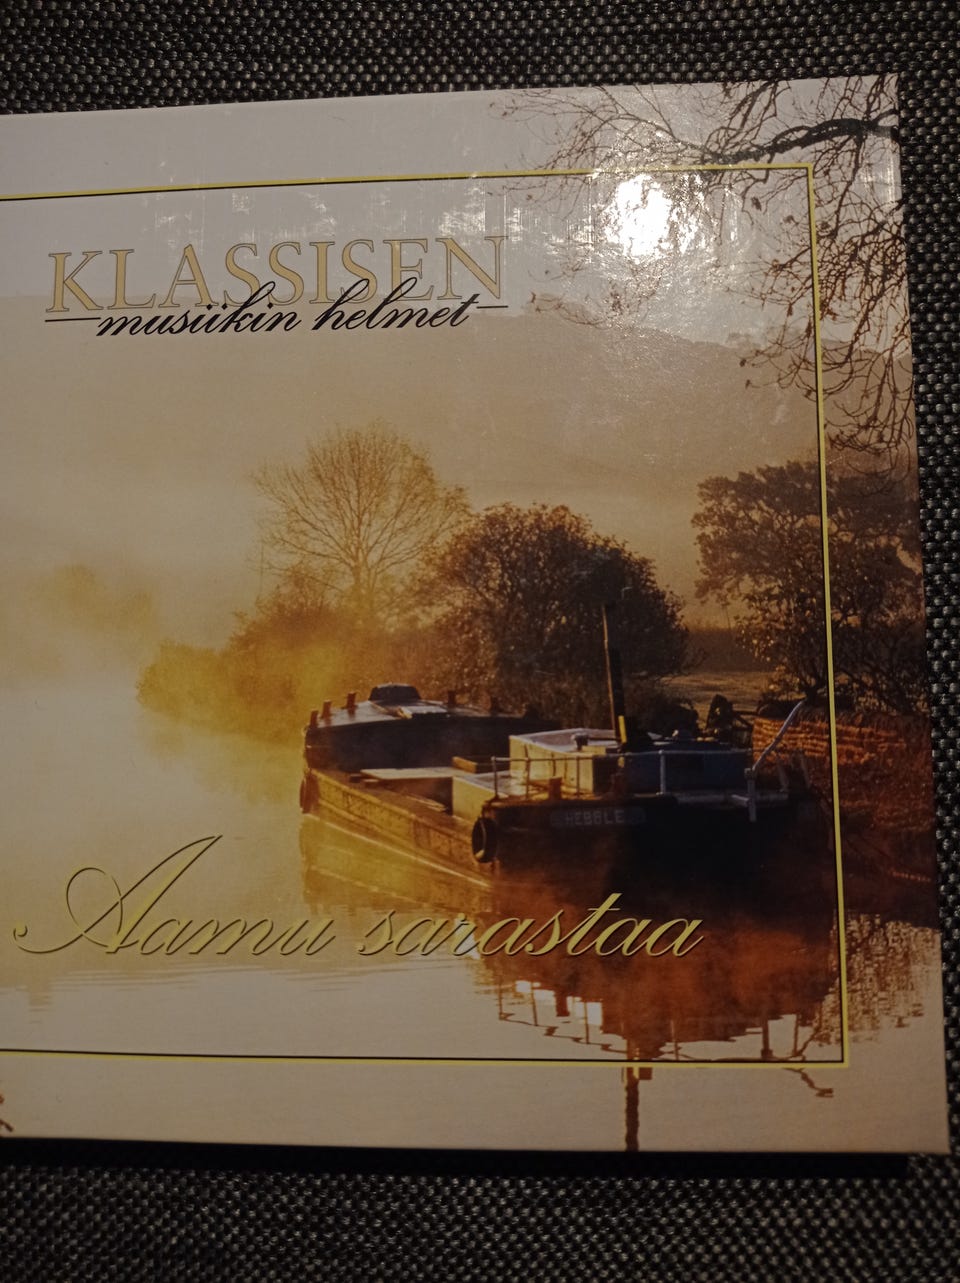 KLASSISEN
musiikin helmet
HEBBLE
Aamu sarastaa